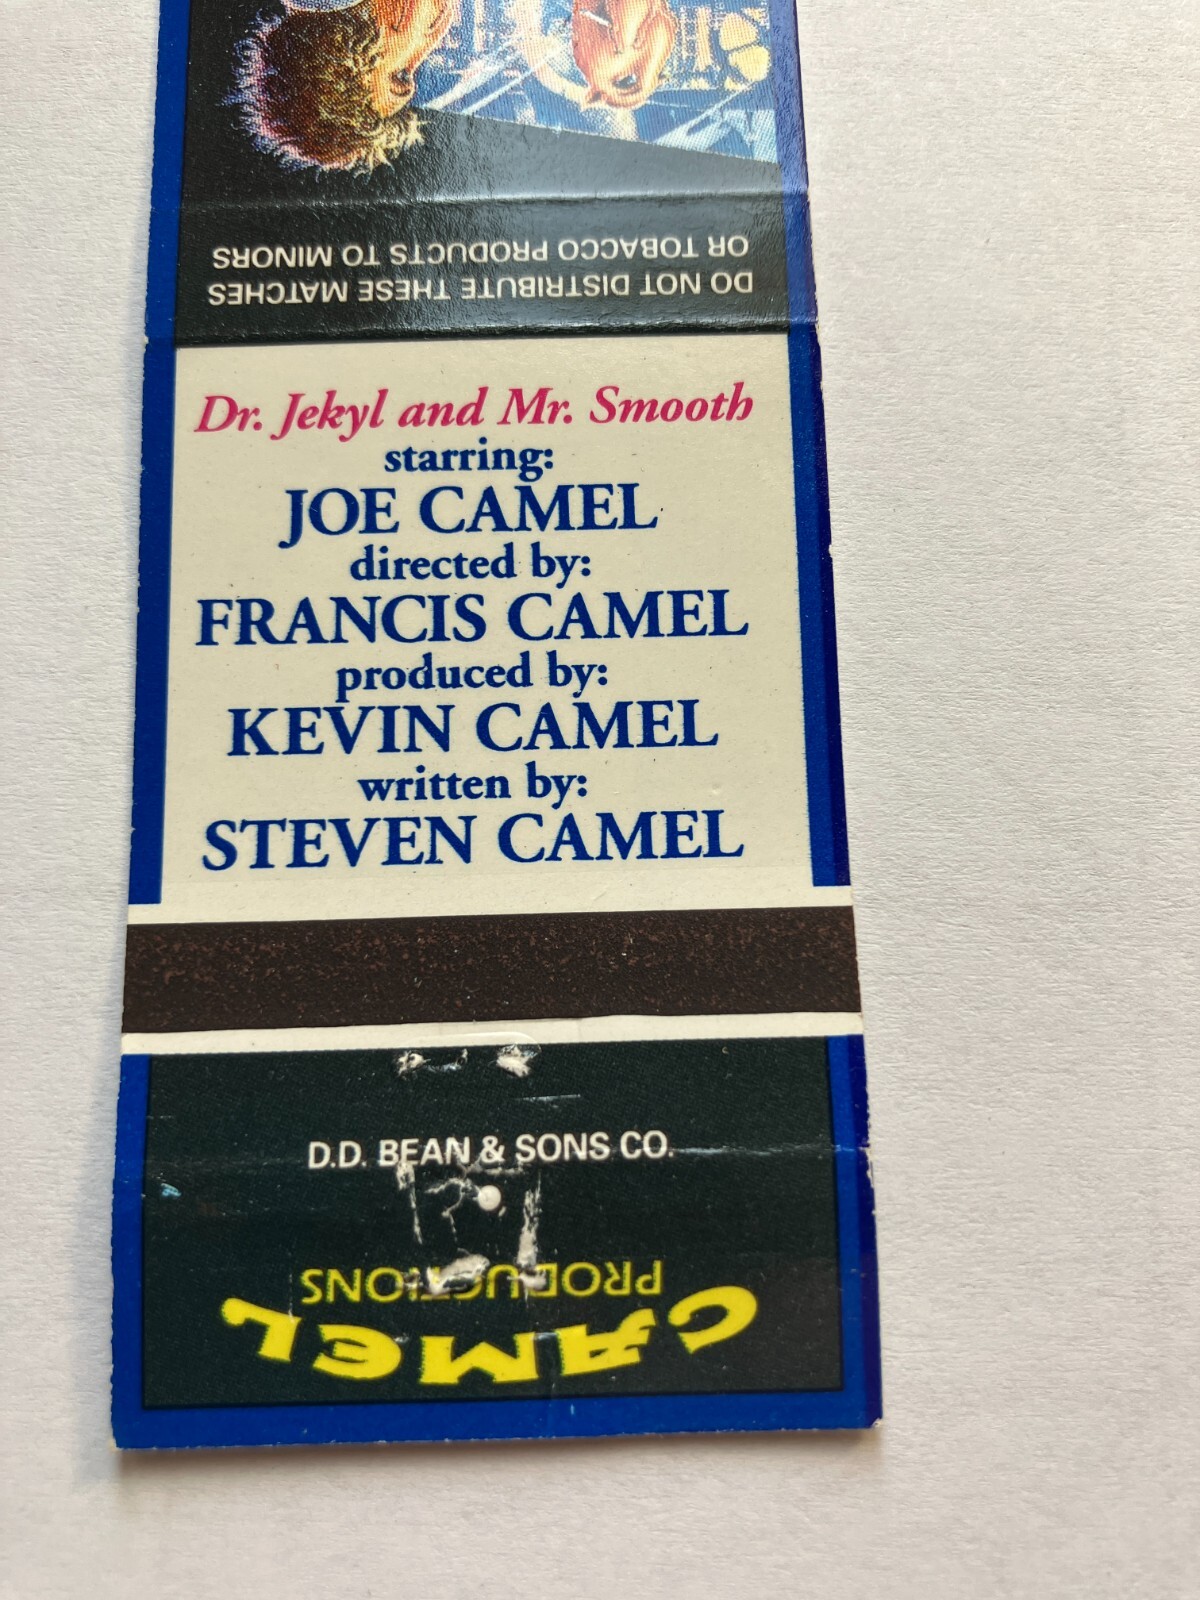 DO NOT DISTRIBUTE THESE MATCHES
OR TOBACCO PRODUCTS TO MINORS
Dr. Jekyl and Mr. Smooth
starring:
JOE CAMEL
directed by:
FRANCIS CAMEL
produced by:
KEVIN CAMEL
written by:
STEVEN CAMEL
D.D. BEAN & SONS CO.
CAMEL
PRODUCTIONS